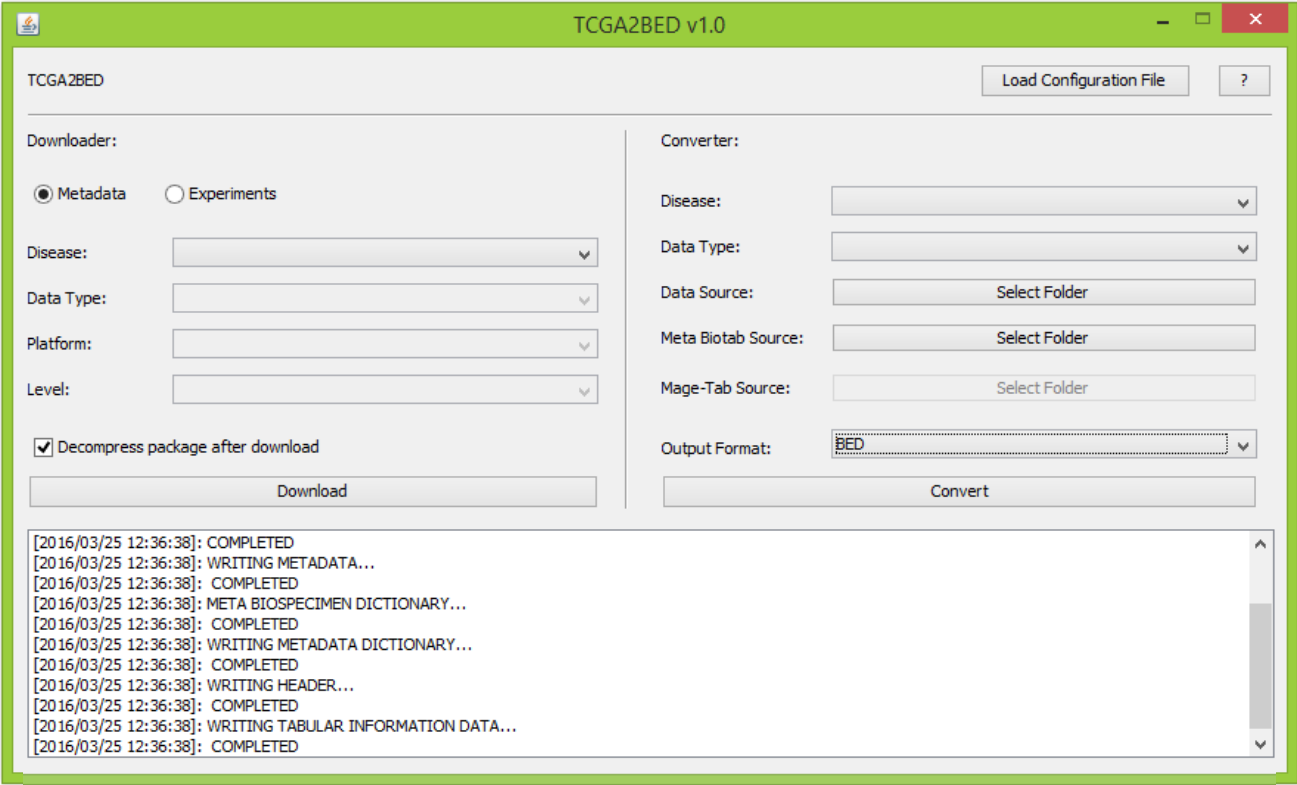 TCGA2BED v1.0
TCGA2BED
Load Configuration File
?
Downloader:
Metadata
Experiments
Disease:
Data Type:
Platform:
Level:
Decompress package after download
Download
Converter:
Disease:
Data Type:
Data Source:
Select Folder
Meta Biotab Source:
Select Folder
Mage-Tab Source:
Select Folder
Output Format:
BED
Convert
[2016/03/25 12:36:38]: COMPLETED
[2016/03/25 12:36:38]: WRITING METADATA...
[2016/03/25 12:36:38]:  COMPLETED
[2016/03/25 12:36:38]: META BIOSPECIMEN DICTIONARY...
[2016/03/25 12:36:38]:  COMPLETED
[2016/03/25 12:36:38]: WRITING METADATA DICTIONARY...
[2016/03/25 12:36:38]:  COMPLETED
[2016/03/25 12:36:38]: WRITING HEADER...
[2016/03/25 12:36:38]:  COMPLETED
[2016/03/25 12:36:38]: WRITING TABULAR INFORMATION DATA...
[2016/03/25 12:36:38]:  COMPLETED